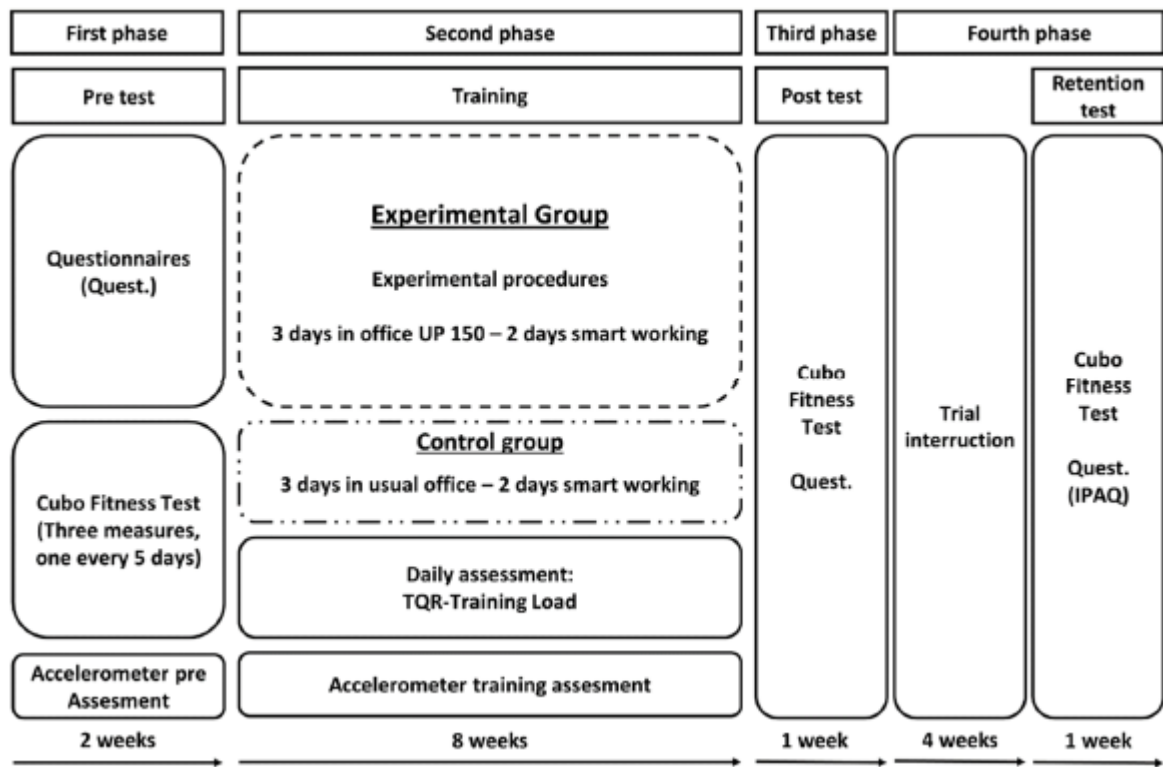 First phase
Second phase
Third phase
Fourth phase
Pre test
Training
Post test
Retention
test
Questionnaires
(Quest.)
Cubo Fitness Test
(Three measures,
one every 5 days)
Accelerometer pre
Assesment
Experimental Group
Experimental procedures
3 days in office UP 150 – 2 days smart working
Control group
3 days in usual office – 2 days smart working
Daily assessment:
TQR-Training Load
Accelerometer training assesment
Cubo
Fitness
Test
Quest.
Trial
interruction
Cubo
Fitness
Test
Quest.
(IPAQ)
2 weeks
8 weeks
1 week
4 weeks
1 week